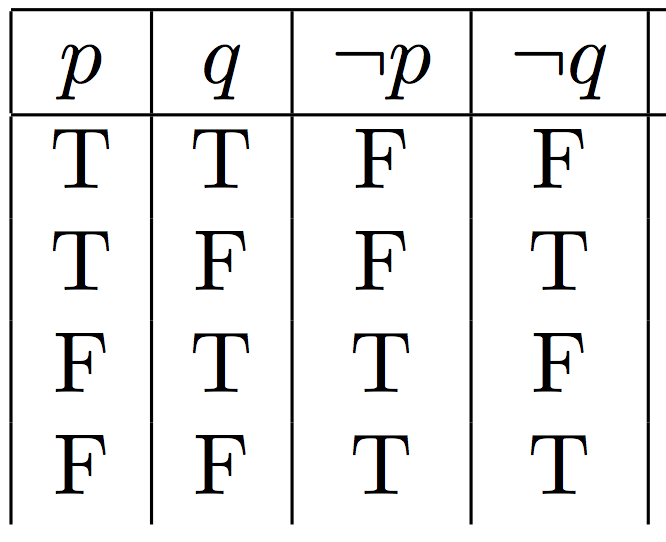 p q ¬p ¬q
T T F F
T F F T
F T T F
F F T T